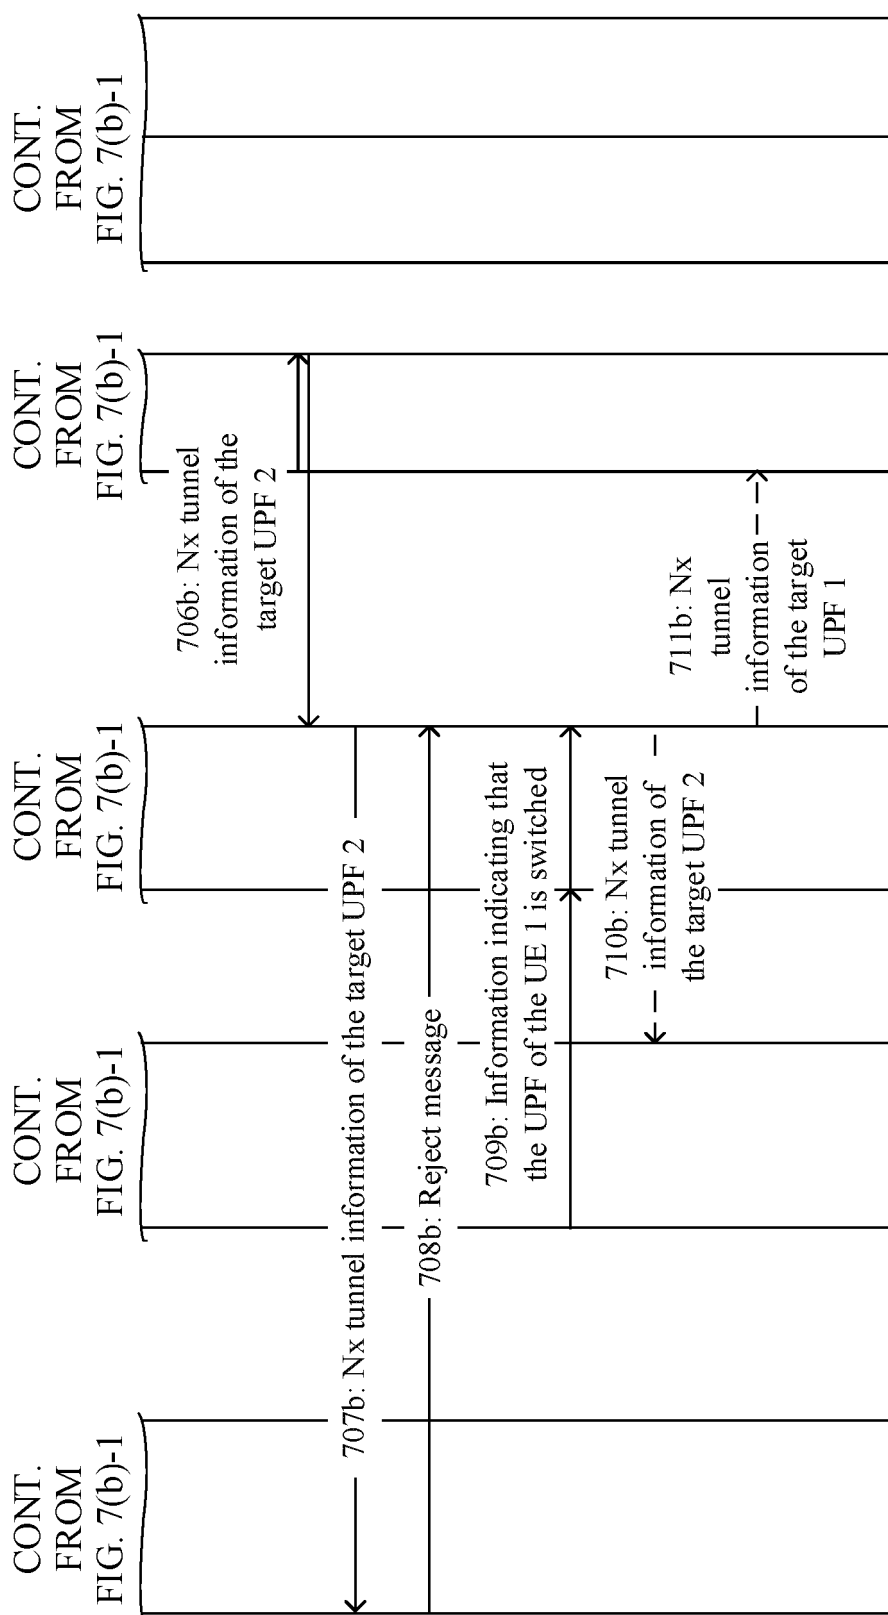 CONT.
FROM
FIG. 7(b)-1
CONT.
FROM
FIG. 7(b)-1
CONT.
FROM
FIG. 7(b)-1
CONT.
FROM
FIG. 7(b)-1
CONT.
FROM
FIG. 7(b)-1
706b: Nx tunnel
information of the
target UPF 2
707b: Nx tunnel information of the target UPF 2
708b: Reject message
709b: Information indicating that
the UPF of the UE 1 is switched
710b: Nx tunnel
information of
the target UPF 2
711b: Nx
tunnel
information
of the target
UPF 1